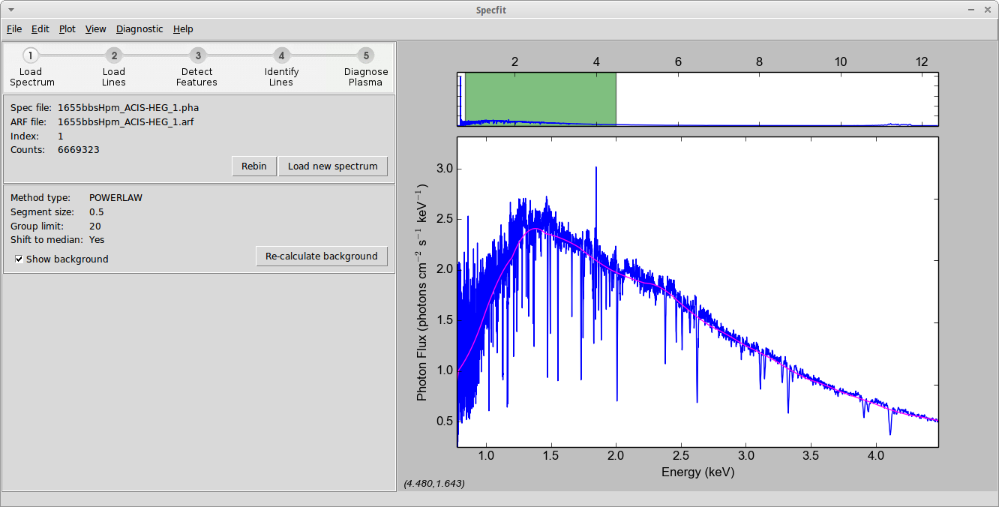 Specfit
File Edit Plot View Diagnostic Help
1 2 3 4 5
Load Spectrum
Load Lines
Detect Features
Identify Lines
Diagnose Plasma
Spec file: 1655bbsHpm_ACIS-HEG_1.pha
ARF file: 1655bbsHpm_ACIS-HEG_1.arf
Index: 1
Counts: 6669323
Rebin Load new spectrum
Method type: POWERLAW
Segment size: 0.5
Group limit: 20
Shift to median: Yes
Show background
Re-calculate background
2 4 6 8 10 12
3.0
2.5
2.0
1.5
1.0
0.5
Photon Flux (photons cm⁻² s⁻¹ keV⁻¹)
1.0 1.5 2.0 2.5 3.0 3.5 4.0
Energy (keV)
(4.480,1.643)